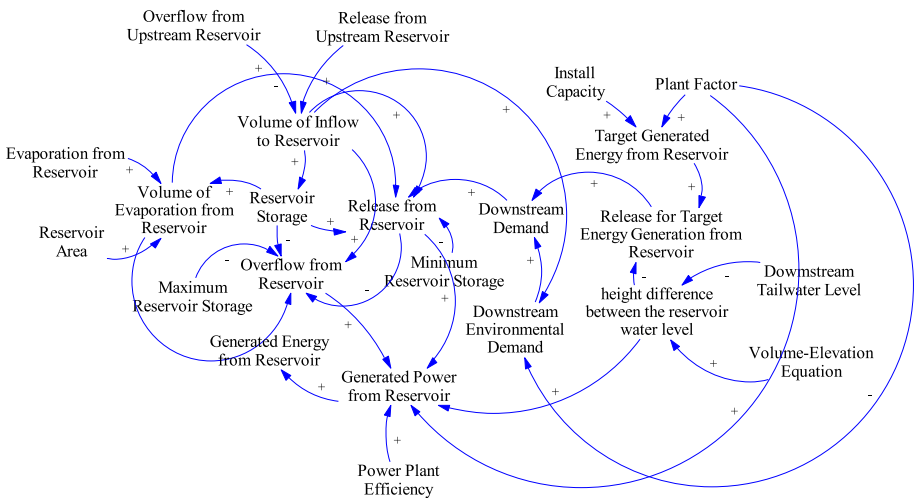 Overflow from
Upstream Reservoir
Release from
Upstream Reservoir
Install
Capacity
Plant Factor
Volume of Inflow
to Reservoir
Target Generated
Energy from Reservoir
Evaporation from
Reservoir
Volume of
Evaporation from
Reservoir
Reservoir
Storage
Release from
Reservoir
Downstream
Demand
Release for Target
Energy Generation from
Reservoir
Reservoir
Area
Overflow from
Reservoir
Minimum
Reservoir Storage
Maximum
Reservoir Storage
Downstream
Tailwater Level
height difference
between the reservoir
water level
Downstream
Environmental
Demand
Generated Energy
from Reservoir
Volume-Elevation
Equation
Generated Power
from Reservoir
Power Plant
Efficiency
+
+
-
+
+
+
+
+
+
+
+
+
+
+
+
+
-
-
-
+
+
-
-
-
+
+
+
+
+
+
-
+